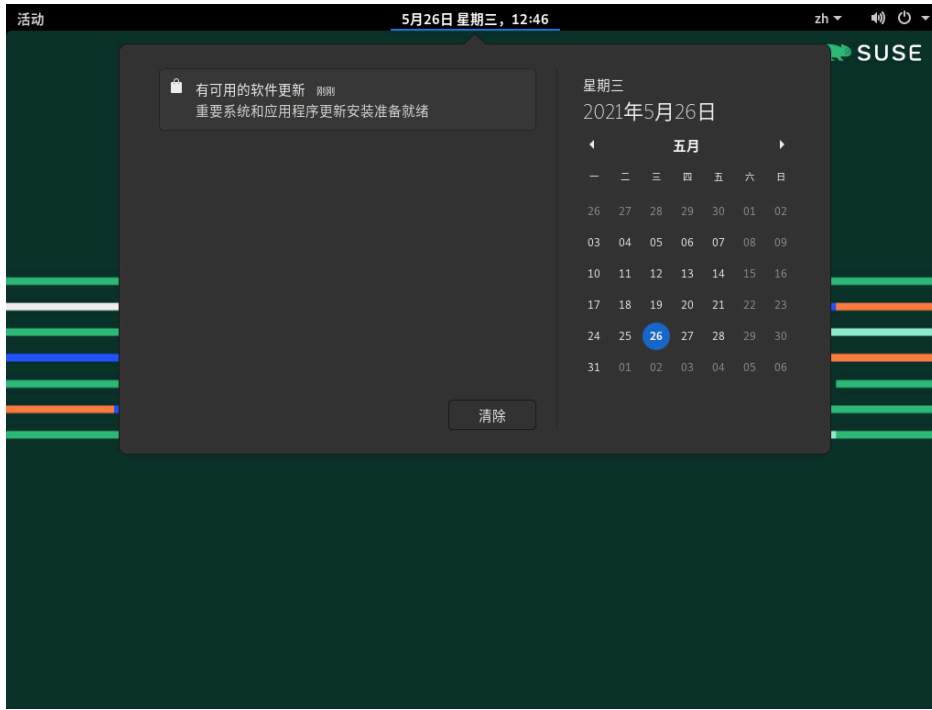 活动
5月26日 星期三，12:46
zh
SUSE
有可用的软件更新 刚刚
重要系统和应用程序更新安装准备就绪
清除
星期三
2021年5月26日
五月
一 二 三 四 五 六 日
26 27 28 29 30 01 02
03 04 05 06 07 08 09
10 11 12 13 14 15 16
17 18 19 20 21 22 23
24 25 26 27 28 29 30
31 01 02 03 04 05 06